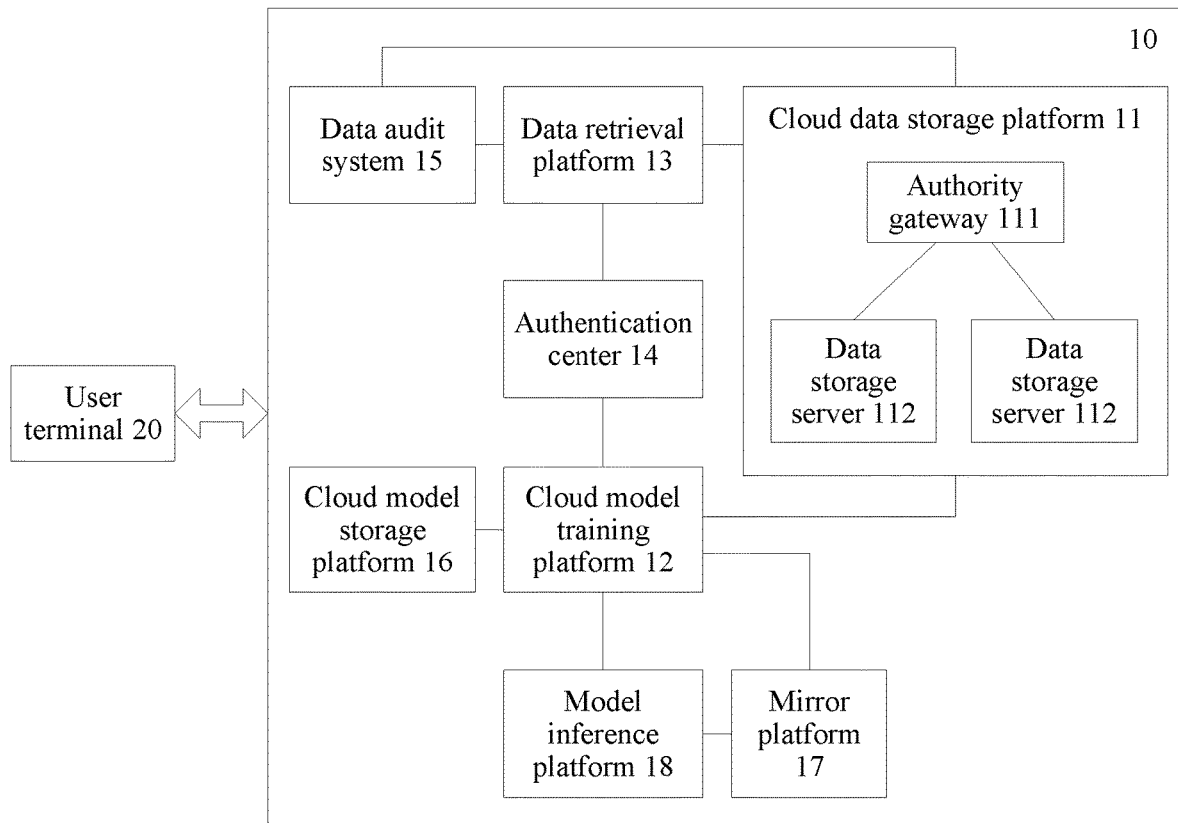 10
Data audit
system 15
Data retrieval
platform 13
Cloud data storage platform 11
Authority
gateway 111
Authentication
center 14
Data
storage
server 112
Data
storage
server 112
User
terminal 20
Cloud model
storage
platform 16
Cloud model
training
platform 12
Model
inference
platform 18
Mirror
platform
17